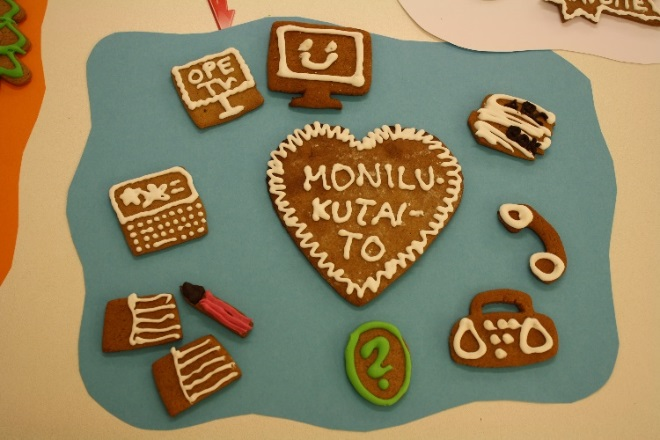 OPE
TV
MONILU-
KUTAI-
TO
?